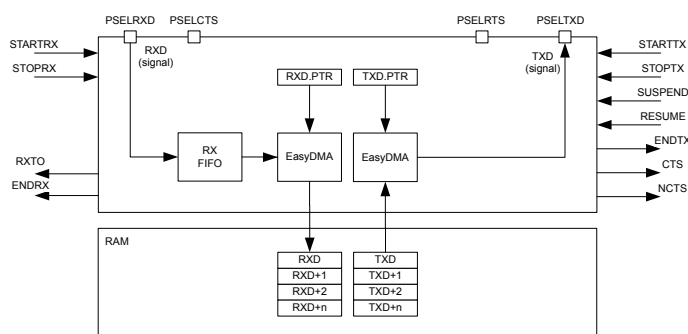 PSELRXD PSELCTS PSELRTS PSELTXD
STARTRX
STOPRX
RXD
(signal)
RXD.PTR
TXD.PTR
TXD
(signal)
STARTTX
STOPTX
SUSPEND
RESUME
RX
FIFO
EasyDMA
EasyDMA
ENDTX
CTS
NCTS
RXTO
ENDRX
RAM
RXD
RXD+1
RXD+2
RXD+n
TXD
TXD+1
TXD+2
TXD+n